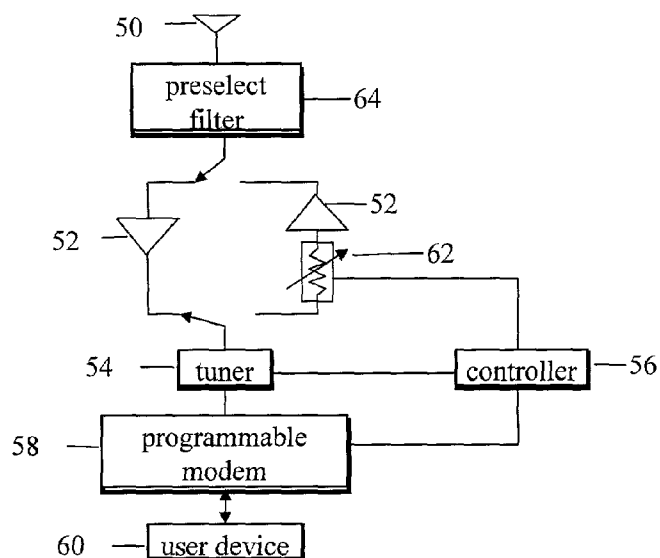 50
preselect
filter
64
52
52
62
54
tuner
controller
56
58
programmable
modem
60
user device